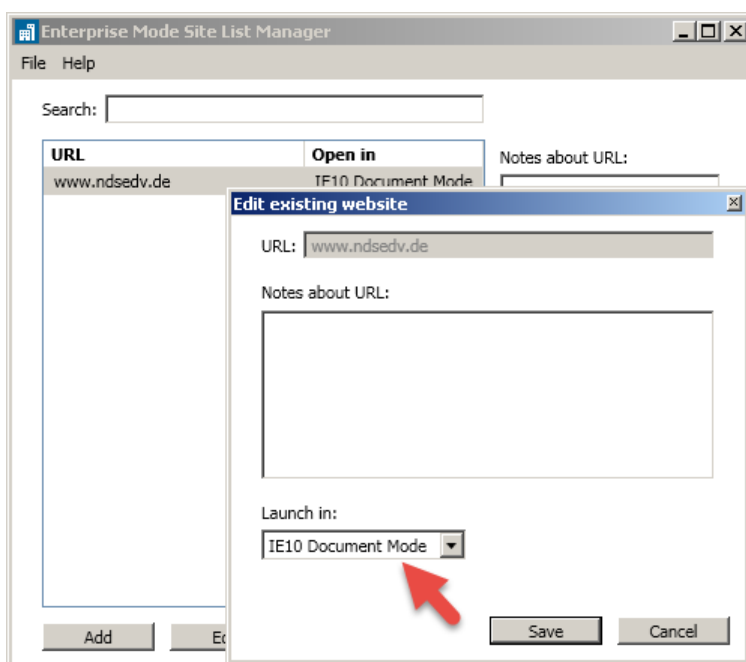 Enterprise Mode Site List Manager
File Help
Search:
URL Open in Notes about URL:
www.ndsedv.de IE10 Document Mode
Edit existing website
URL: www.ndsedv.de
Notes about URL:
Launch in:
IE10 Document Mode
Save Cancel
Add